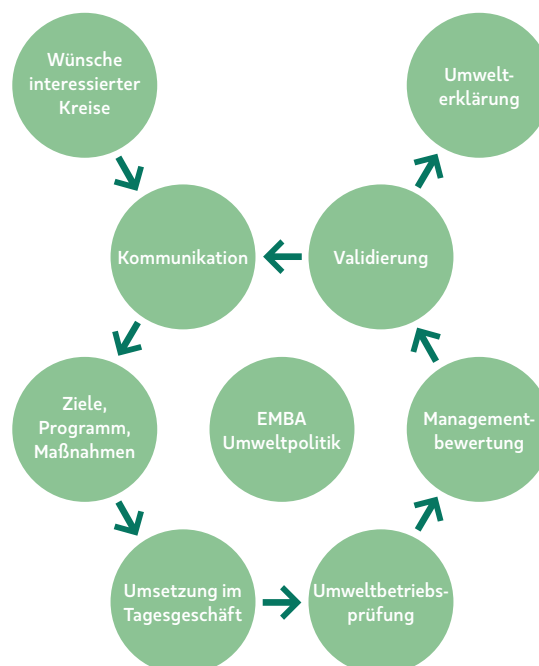 Wünsche
interessierter
Kreise
Umwelt-
erklärung
Kommunikation
Validierung
Ziele,
Programm,
Maßnahmen
EMBA
Umweltpolitik
Management-
bewertung
Umsetzung im
Tagesgeschäft
Umweltbetriebs-
prüfung